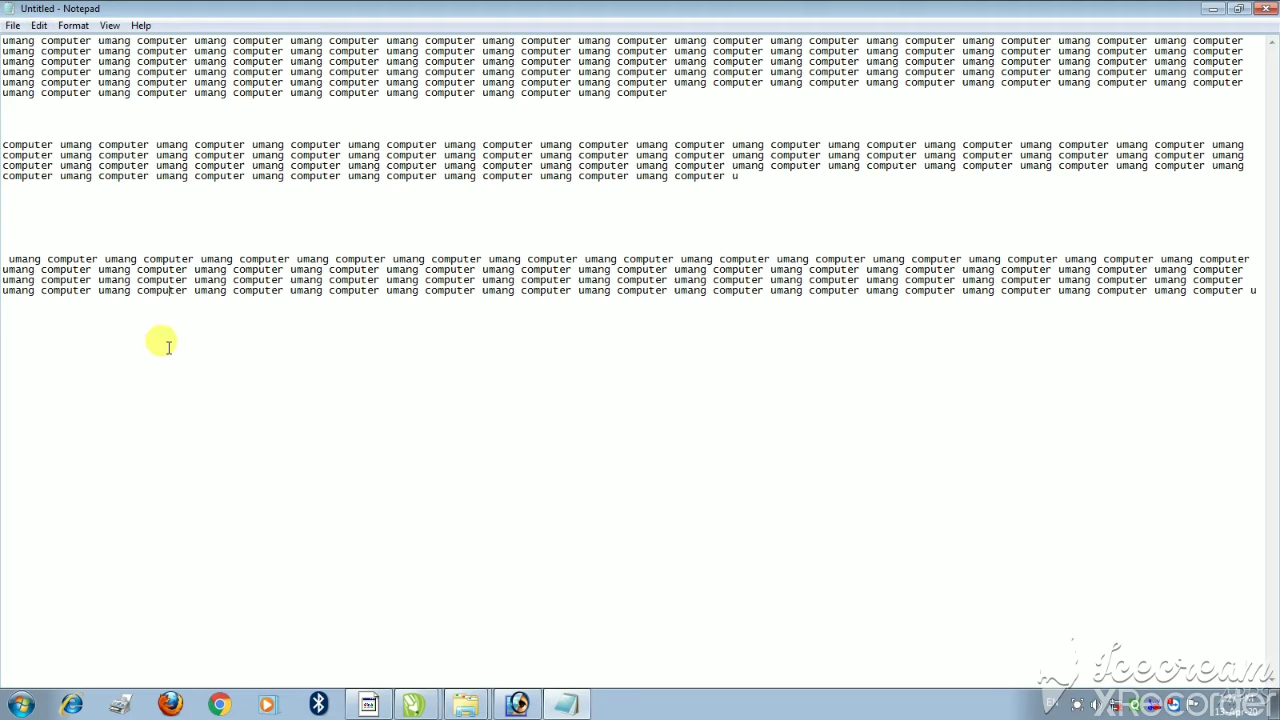 Untitled - Notepad
File Edit Format View Help
umang computer umang computer umang computer umang computer umang computer umang computer umang computer umang computer umang computer umang computer umang computer umang computer umang computer
umang computer umang computer umang computer umang computer umang computer umang computer umang computer umang computer umang computer umang computer umang computer umang computer umang computer
umang computer umang computer umang computer umang computer umang computer umang computer umang computer umang computer umang computer umang computer umang computer umang computer umang computer
umang computer umang computer umang computer umang computer umang computer umang computer umang computer umang computer umang computer umang computer umang computer umang computer umang computer
umang computer umang computer umang computer umang computer umang computer umang computer umang computer umang computer umang computer umang computer umang computer umang computer umang computer
umang computer umang computer umang computer umang computer umang computer umang computer umang computer
computer umang computer umang computer umang computer umang computer umang computer umang computer umang computer umang computer umang computer umang computer umang computer umang computer umang
computer umang computer umang computer umang computer umang computer umang computer umang computer umang computer umang computer umang computer umang computer umang computer umang computer umang
computer umang computer umang computer umang computer umang computer umang computer umang computer umang computer umang computer umang computer umang computer umang computer umang computer umang
computer umang computer umang computer umang computer umang computer umang computer umang computer umang computer u
umang computer umang computer umang computer umang computer umang computer umang computer umang computer umang computer umang computer umang computer umang computer umang computer umang computer
umang computer umang computer umang computer umang computer umang computer umang computer umang computer umang computer umang computer umang computer umang computer umang computer umang computer
umang computer umang computer umang computer umang computer umang computer umang computer umang computer umang computer umang computer umang computer umang computer umang computer umang computer
umang computer umang computer umang computer umang computer umang computer umang computer umang computer umang computer umang computer umang computer umang computer umang computer umang computer u
Icecream
XRecorder
EN
13-Apr-20